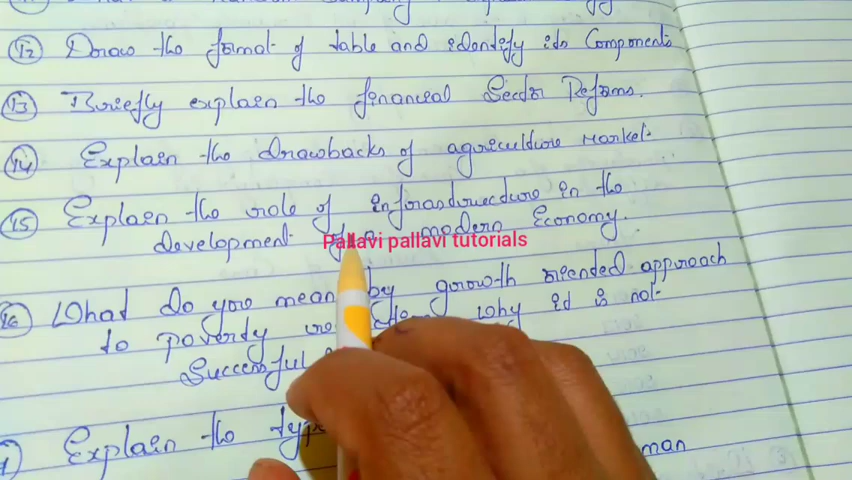 12 Draw the format of table and identify its Components
13 Briefly explain the financial Sector Reforms.
14 Explain the drawbacks of agriculture market.
15 Explain the role of infrastructure in the
development of a modern Economy.
Pallavi pallavi tutorials
16 What do you mean by growth oriented approach
to poverty why it is not
Successful
Explain the
man